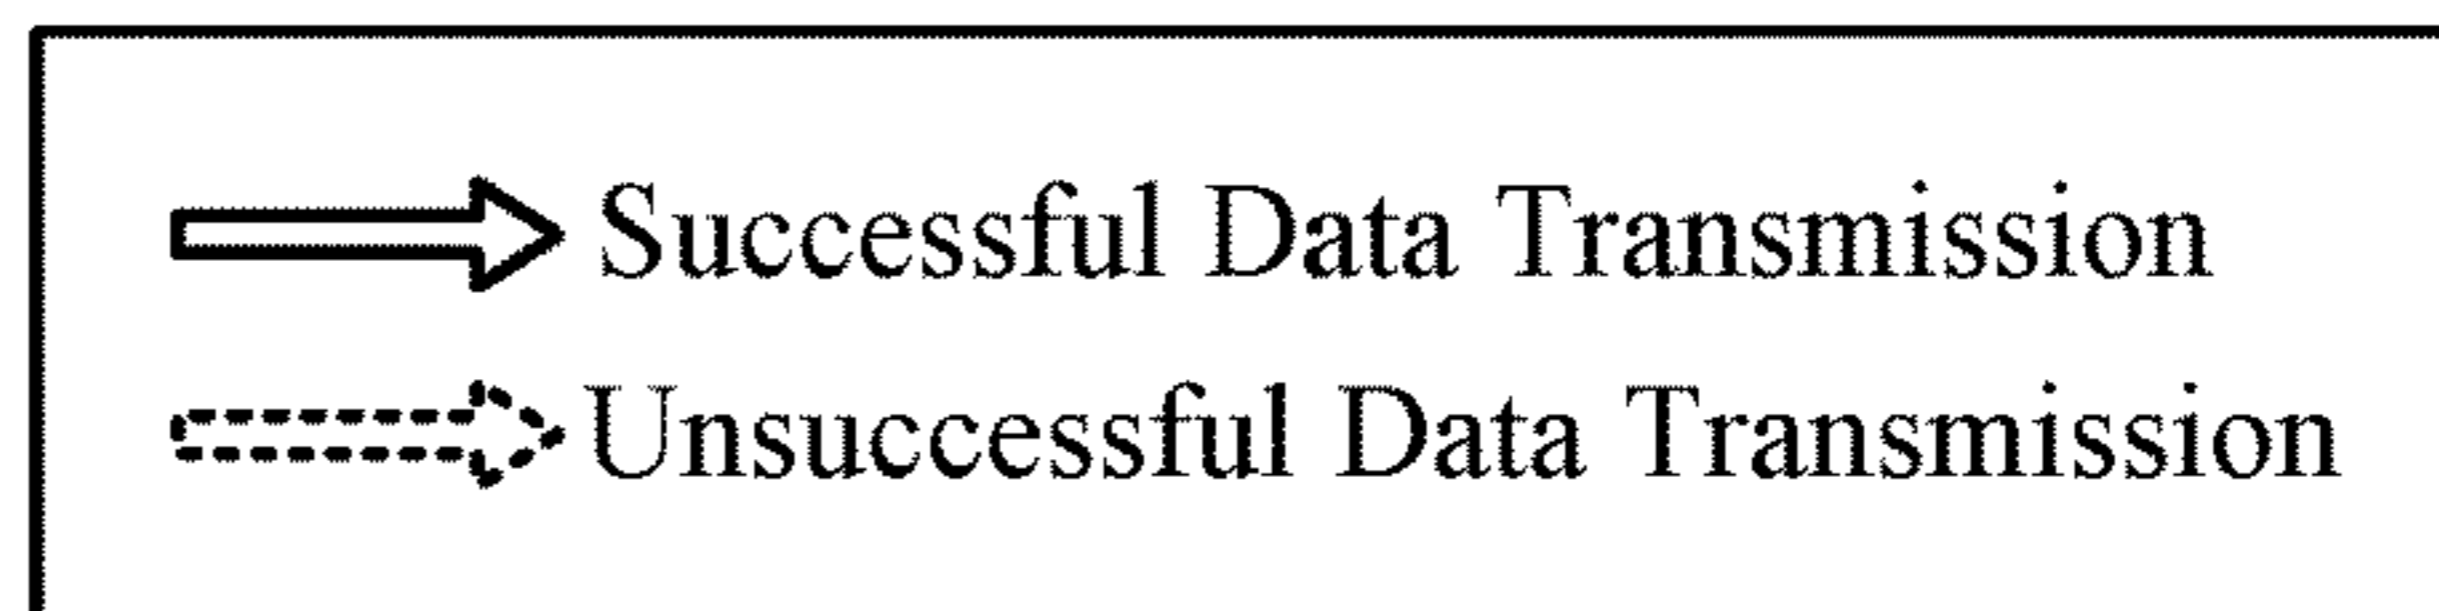 Successful Data Transmission
Unsuccessful Data Transmission